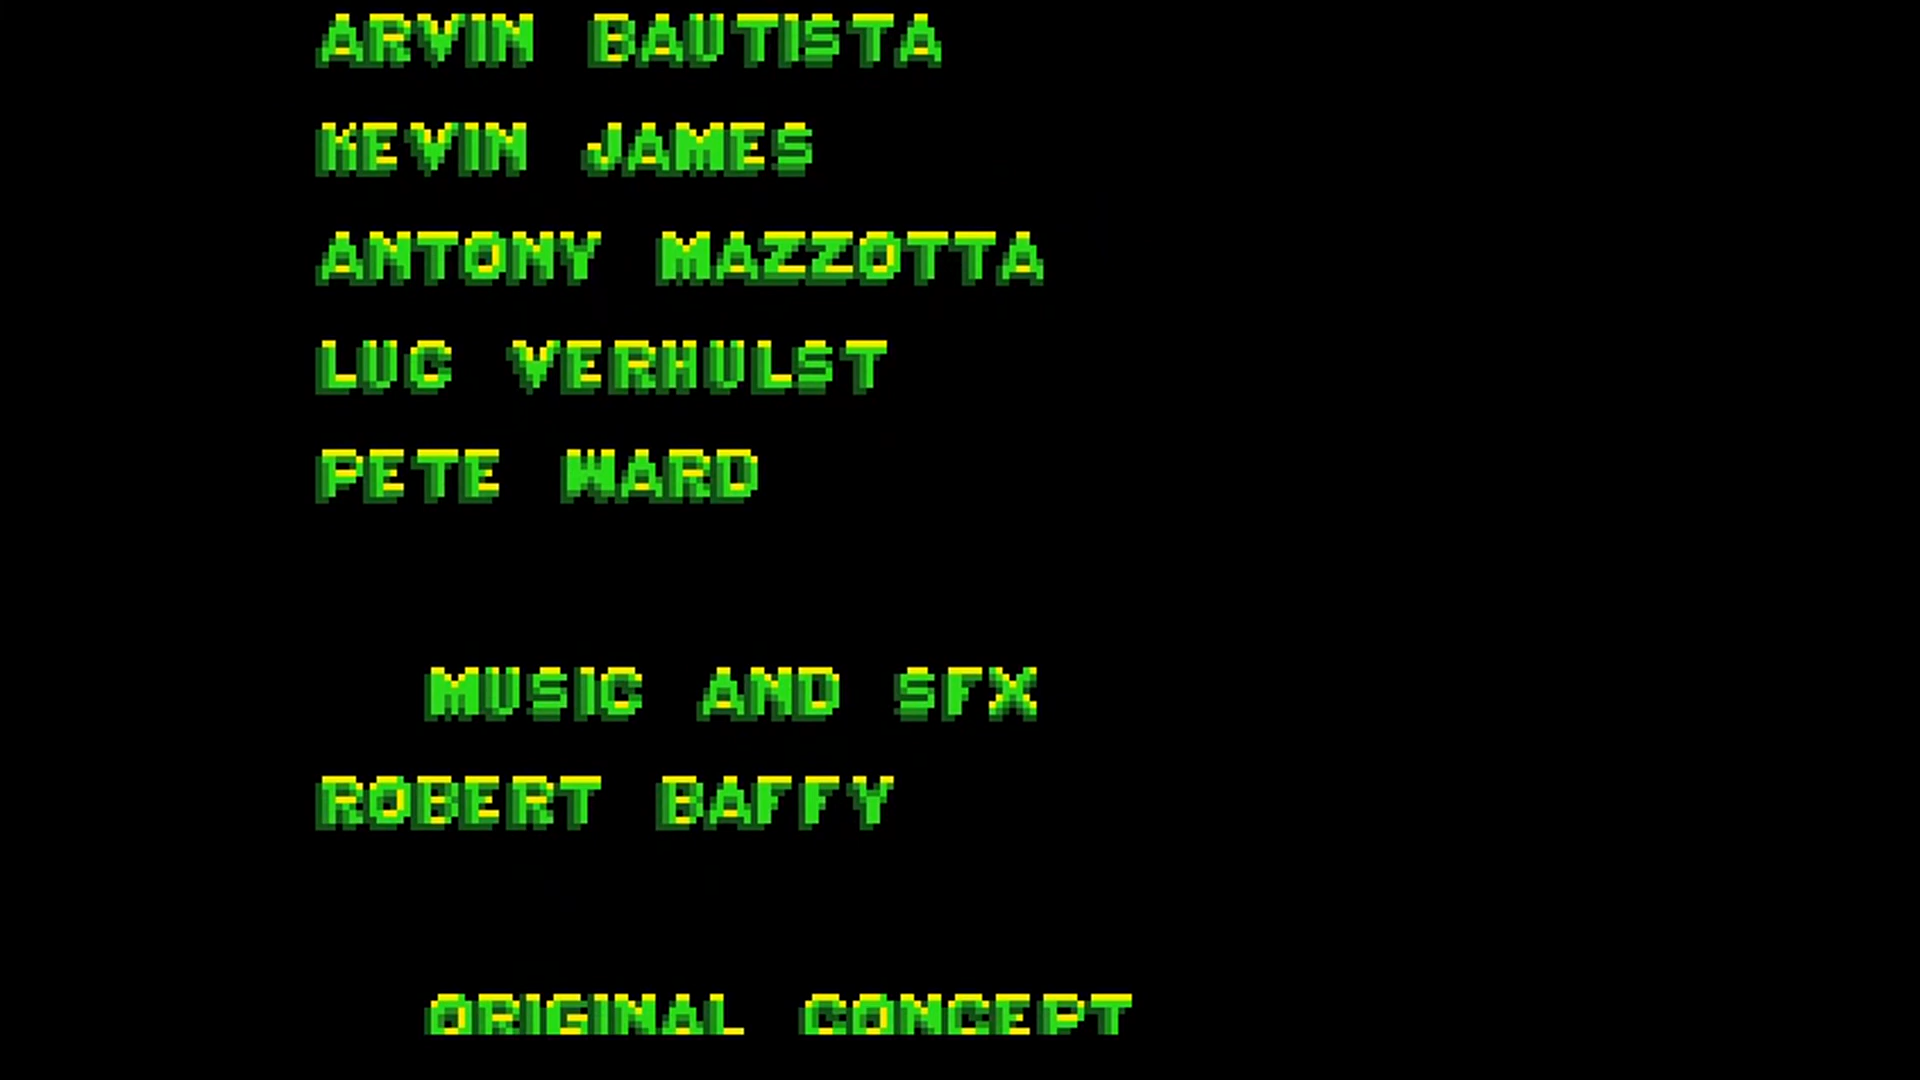 ARVIN BAUTISTA
KEVIN JAMES
ANTONY MAZZOTTA
LUC VERHULST
PETE WARD
MUSIC AND SFX
ROBERT BAFFY
ORIGINAL CONCEPT